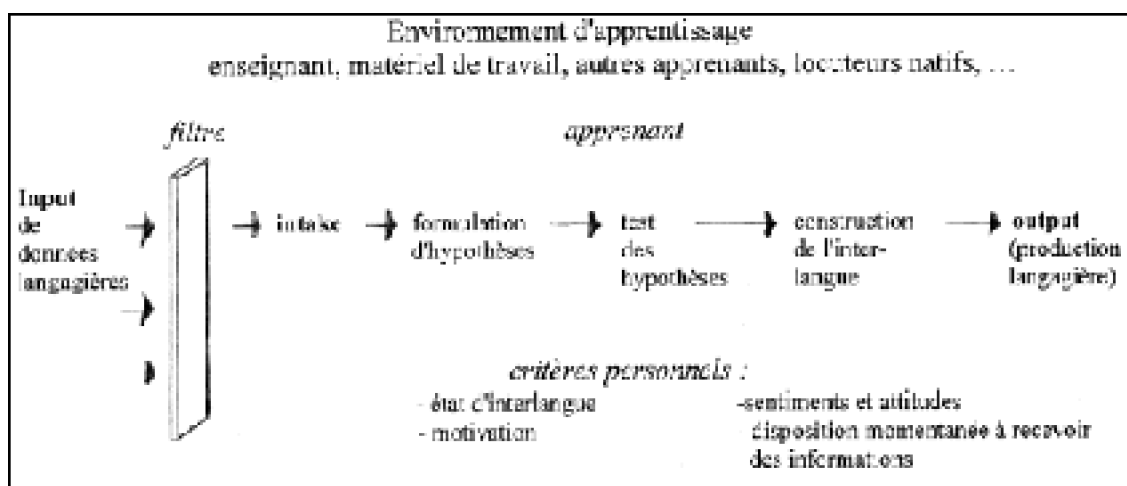 Environnement d'apprentissage
enseignant, matériel de travail, autres apprenants, locuteurs natifs, ...
filtre
apprenant
Input
de
données
langagières
intake
formulation
d'hypothèses
test
des
hypothèses
construction
de l'inter-
langue
output
(production
langagière)
critères personnels :
- état d'interlangue
- motivation
-sentiments et attitudes
disposition momentanée à recevoir
des informations